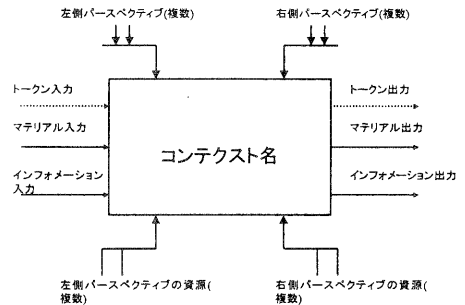 左側パースペクティブ(複数)
右側パースペクティブ(複数)
トークン入力
トークン出力
マテリアル入力
マテリアル出力
コンテクスト名
インフォメーション
入力
インフォメーション出力
左側パースペクティブの資源(
複数)
右側パースペクティブの資源(
複数)